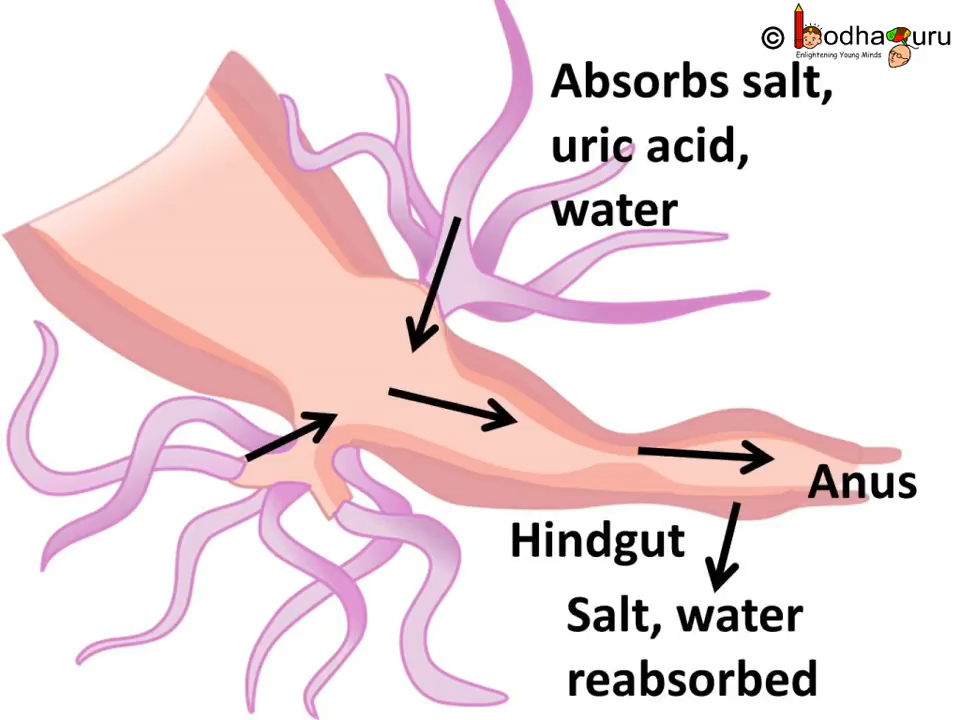 © BodhaGuru
Enlightening Young Minds
Absorbs salt,
uric acid,
water
Anus
Hindgut
Salt, water
reabsorbed